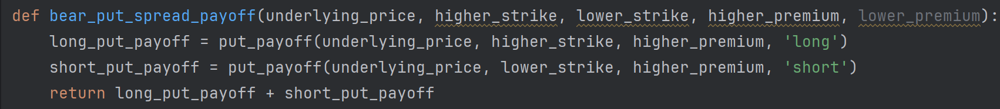 def bear_put_spread_payoff(underlying_price, higher_strike, lower_strike, higher_premium, lower_premium):
    long_put_payoff = put_payoff(underlying_price, higher_strike, higher_premium, 'long')
    short_put_payoff = put_payoff(underlying_price, lower_strike, higher_premium, 'short')
    return long_put_payoff + short_put_payoff